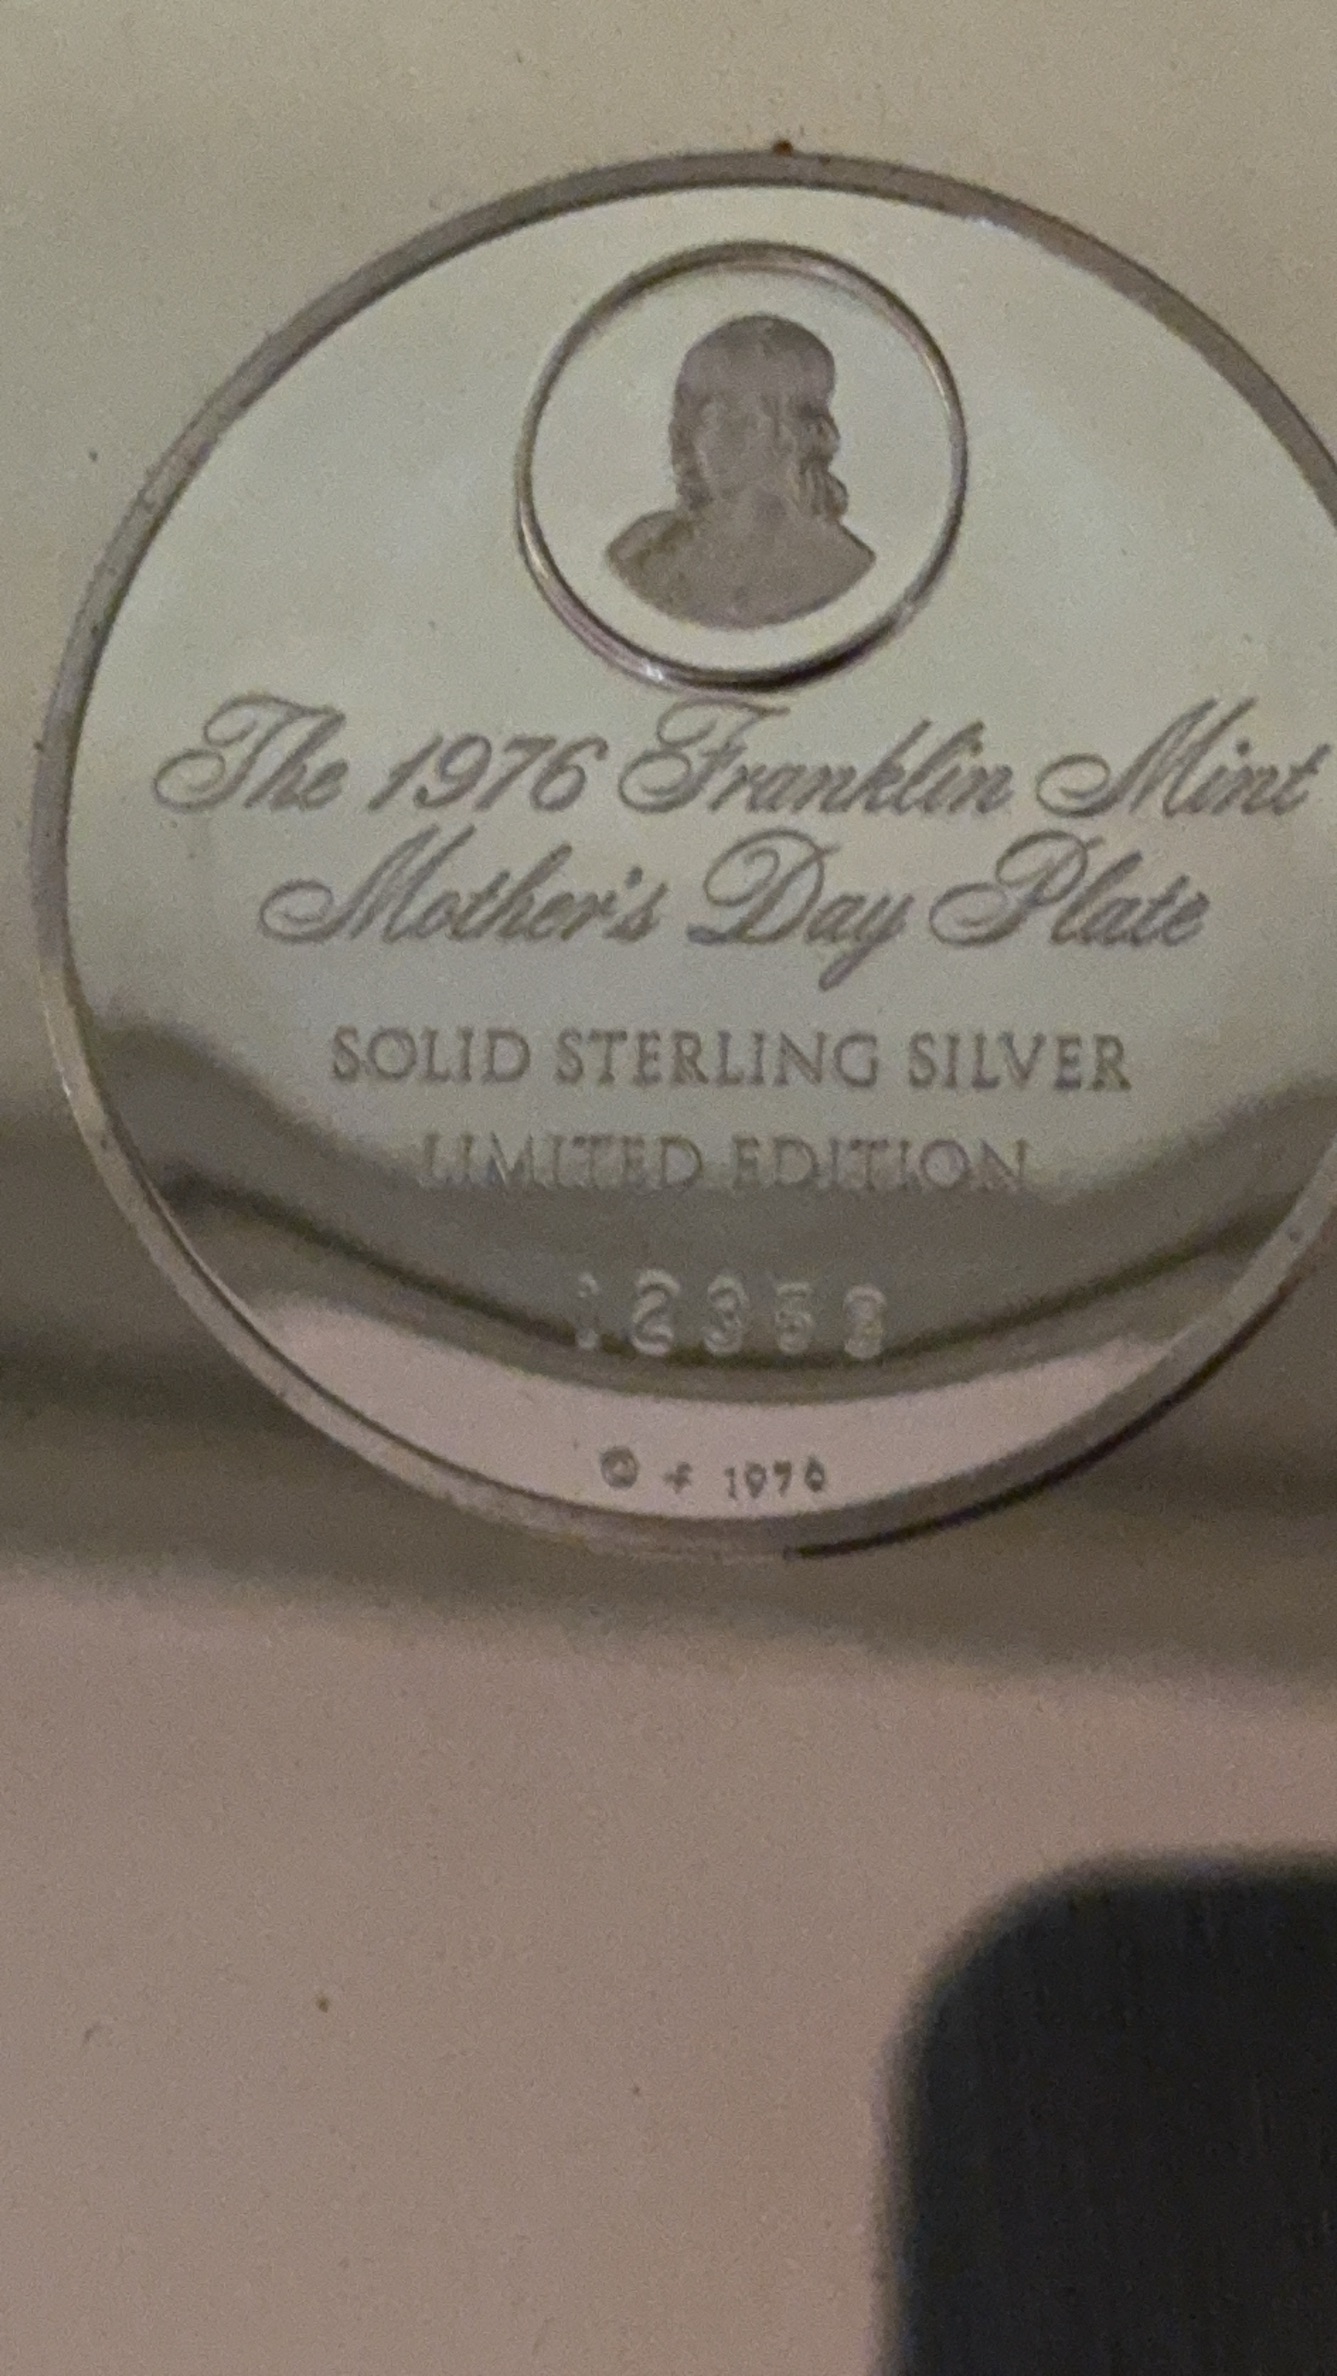 The 1976 Franklin Mint
Mother's Day Plate
SOLID STERLING SILVER
LIMITED EDITION
© 1976